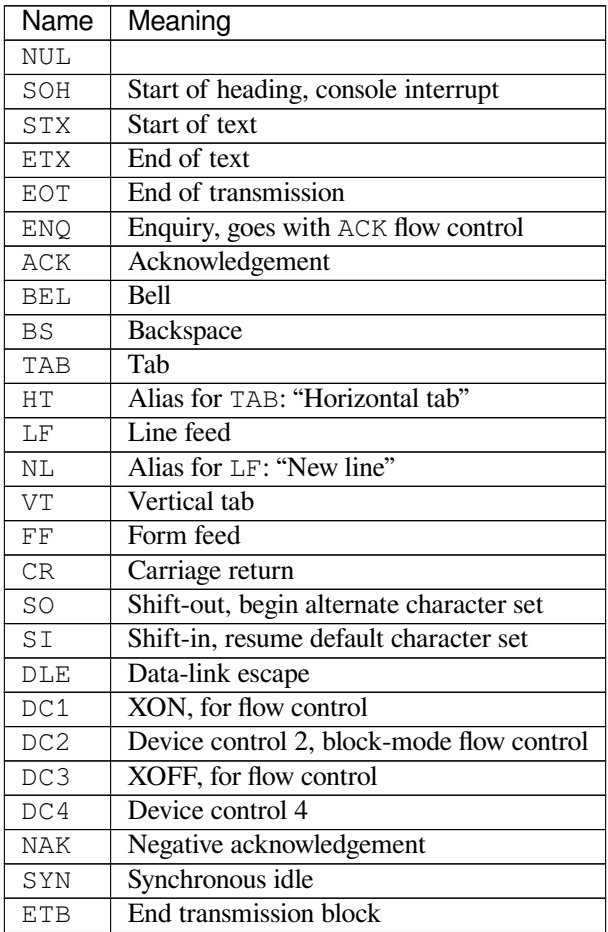 Name Meaning
NUL
SOH Start of heading, console interrupt
STX Start of text
ETX End of text
EOT End of transmission
ENQ Enquiry, goes with ACK flow control
ACK Acknowledgement
BEL Bell
BS Backspace
TAB Tab
HT Alias for TAB: “Horizontal tab”
LF Line feed
NL Alias for LF: “New line”
VT Vertical tab
FF Form feed
CR Carriage return
SO Shift-out, begin alternate character set
SI Shift-in, resume default character set
DLE Data-link escape
DC1 XON, for flow control
DC2 Device control 2, block-mode flow control
DC3 XOFF, for flow control
DC4 Device control 4
NAK Negative acknowledgement
SYN Synchronous idle
ETB End transmission block